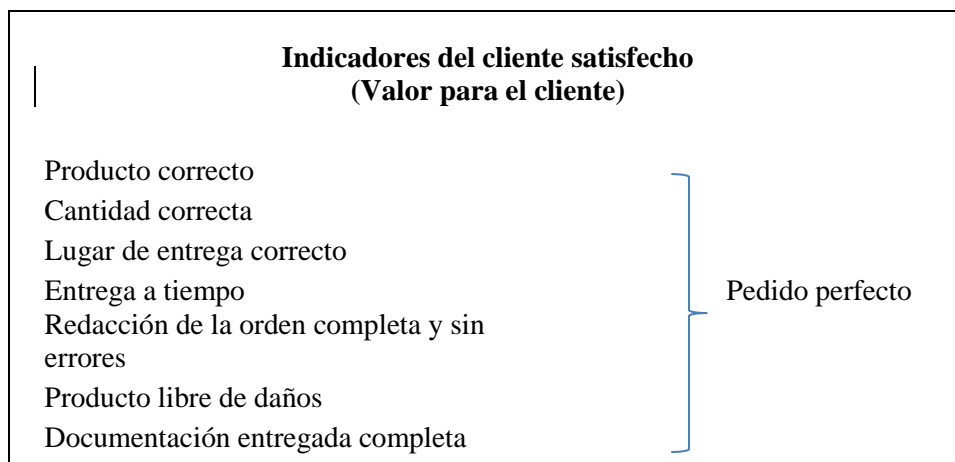 Indicadores del cliente satisfecho
(Valor para el cliente)
Producto correcto
Cantidad correcta
Lugar de entrega correcto
Entrega a tiempo
Pedido perfecto
Redacción de la orden completa y sin
errores
Producto libre de daños
Documentación entregada completa